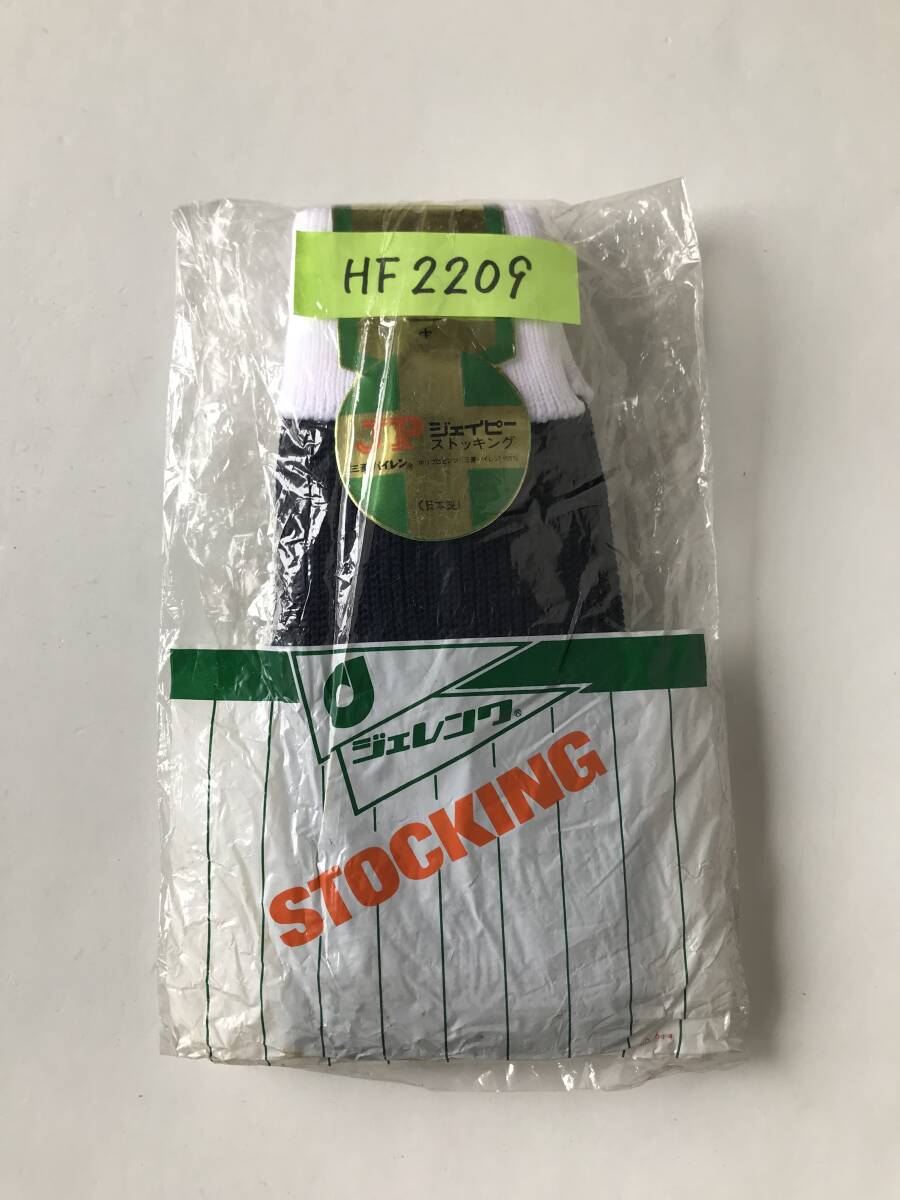 HF2209
JP ジェイピー
ストッキング
三菱パイレン®
(日本製)
ジェレンク®
STOCKING